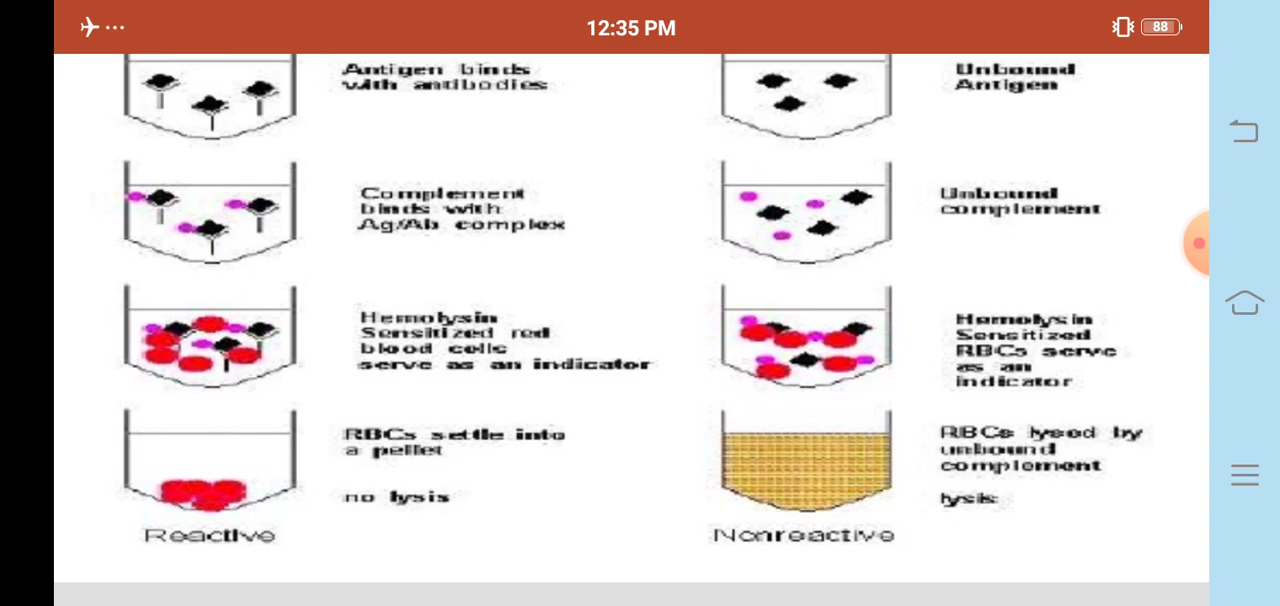 12:35 PM
88
Antigen binds
with antibodies
Unbound
Antigen
Complement
binds with
Ag/Ab complex
Unbound
complement
Hemolysin
Sensitized red
blood cells
serve as an indicator
Hemolysin
Sensitized
RBCs serve
as an
indicator
RBCs settle into
a pellet
no lysis
RBCs lysed by
unbound
complement
lysis
Reactive
Nonreactive